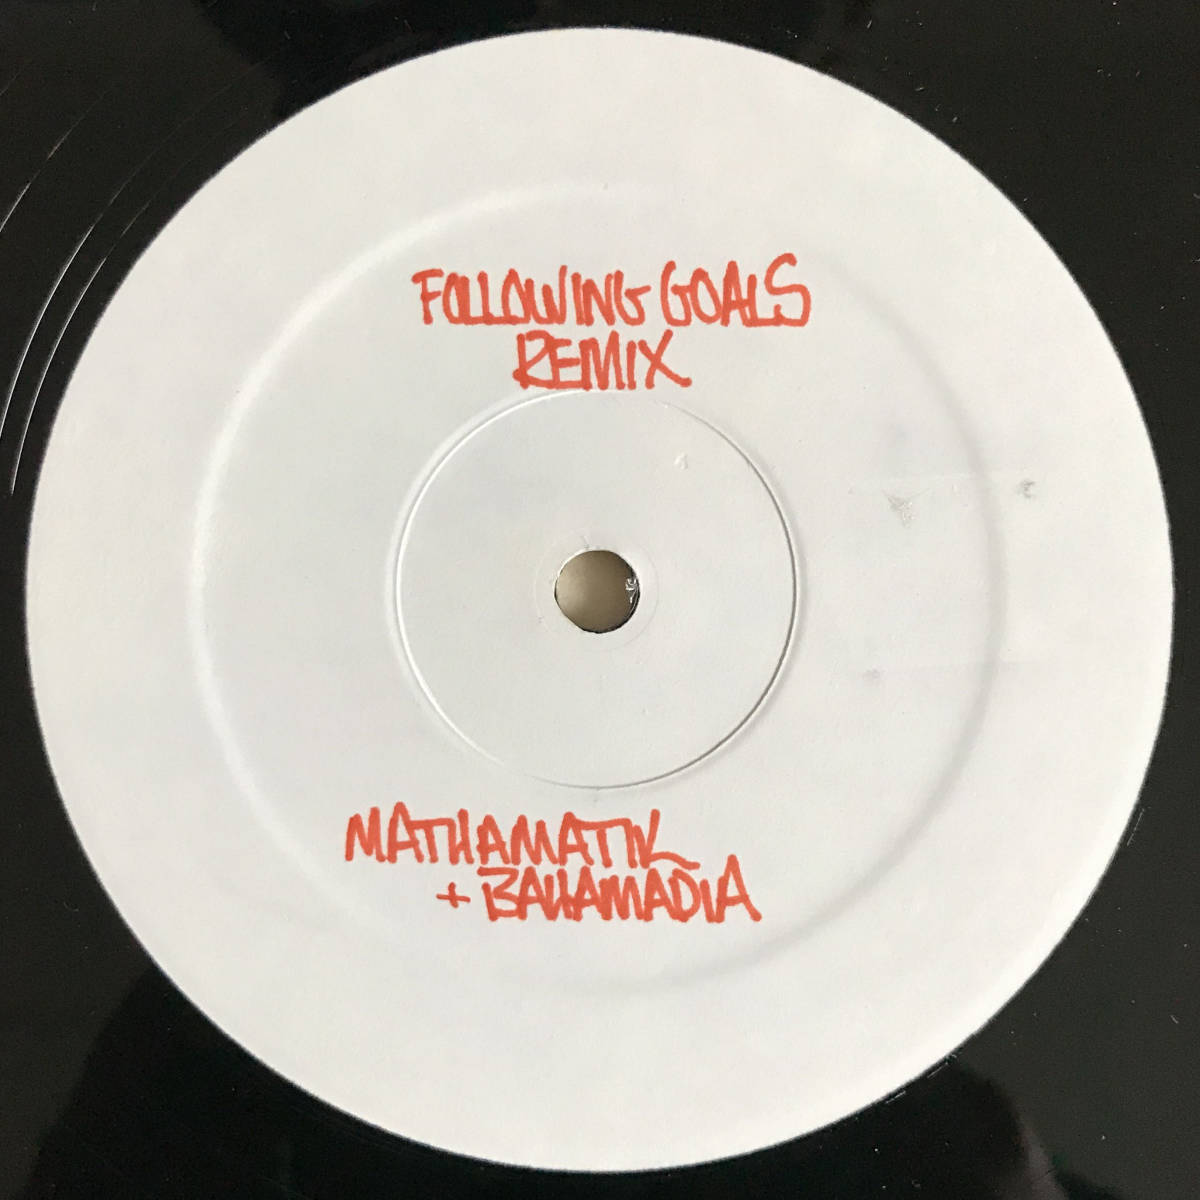 FOLLOWING GOALS
REMIX
MATHAMATIK
+ BAHAMADIA